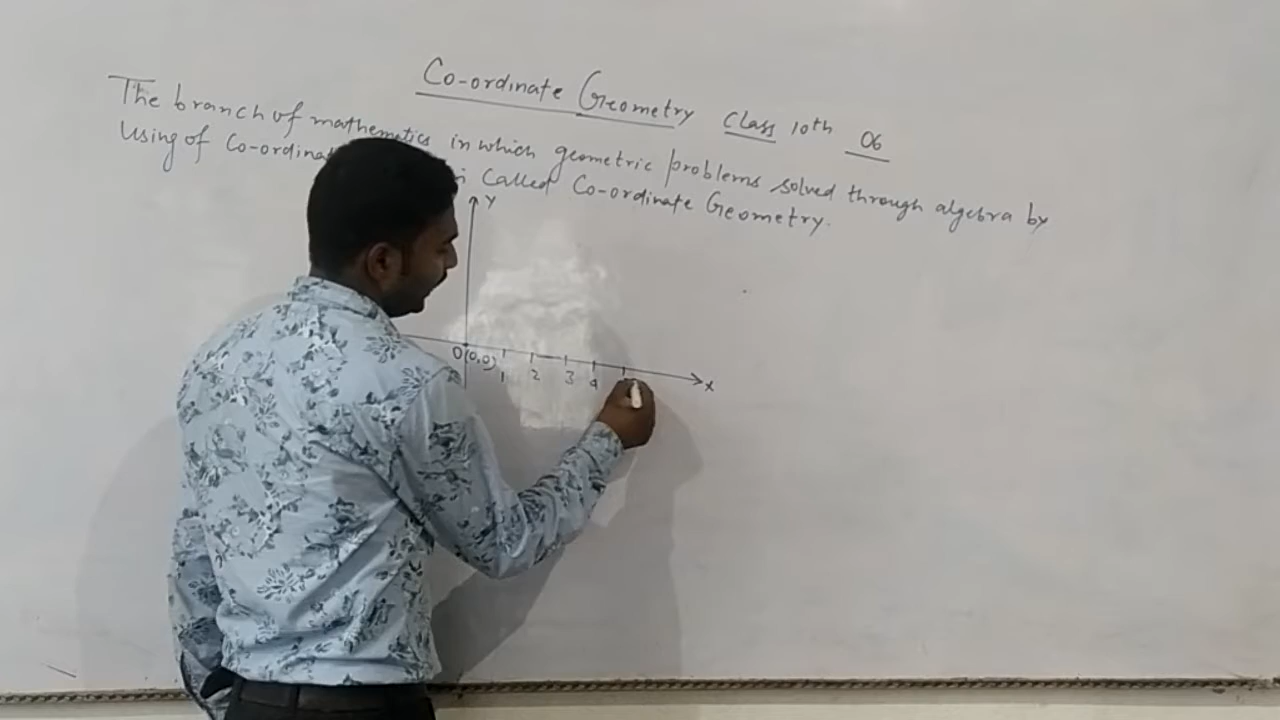 Co-ordinate Geometry Class 10th 06
The branch of mathematics in which geometric problems solved through algebra by
Using of Co-ordinat called Co-ordinate Geometry.
Y
O(0,0)
1 2 3 4
X